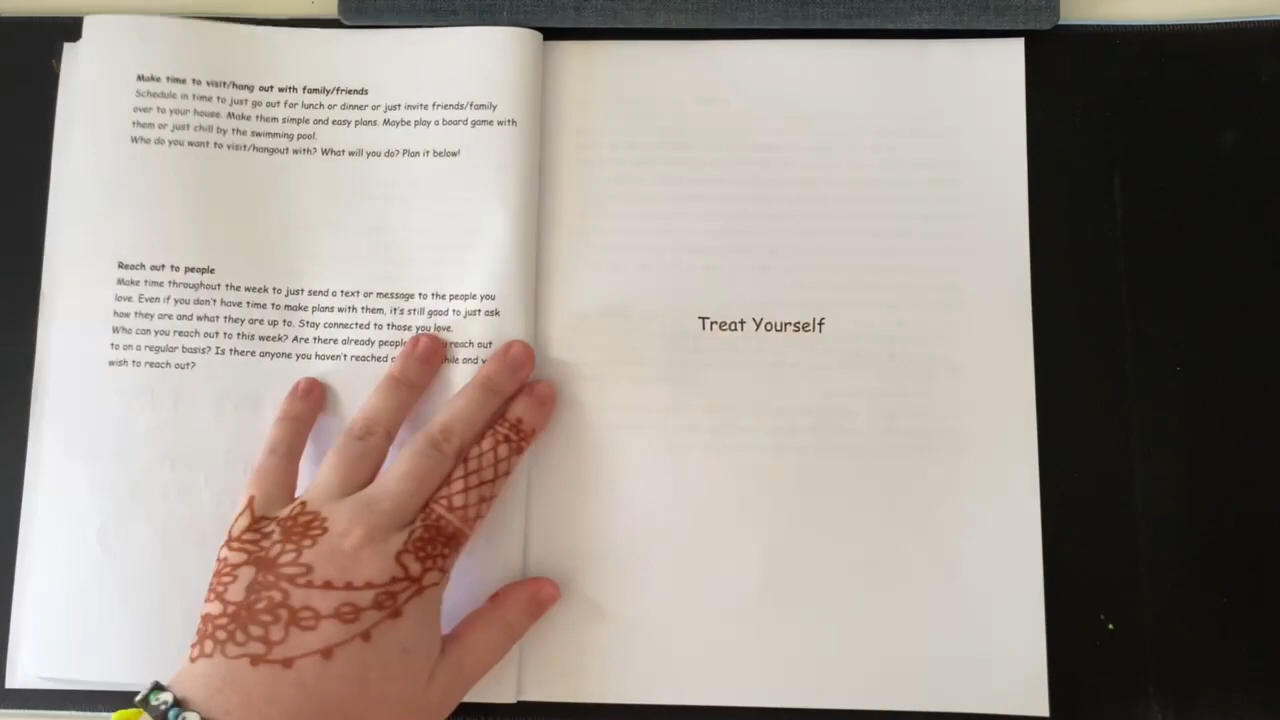 Make time to visit/hang out with family/friends
Schedule in time to just go out for lunch or dinner or just invite friends/family
over to your house. Make them simple and easy plans. Maybe play a board game with
them or just chill by the swimming pool.
Who do you want to visit/hangout with? What will you do? Plan it below!
Reach out to people
Make time throughout the week to just send a text or message to the people you
love. Even if you don't have time to make plans with them, it's still good to just ask
how they are and what they are up to. Stay connected to those you love.
Who can you reach out to this week? Are there already people reach out
to on a regular basis? Is there anyone you haven't reached and
wish to reach out?
Treat Yourself